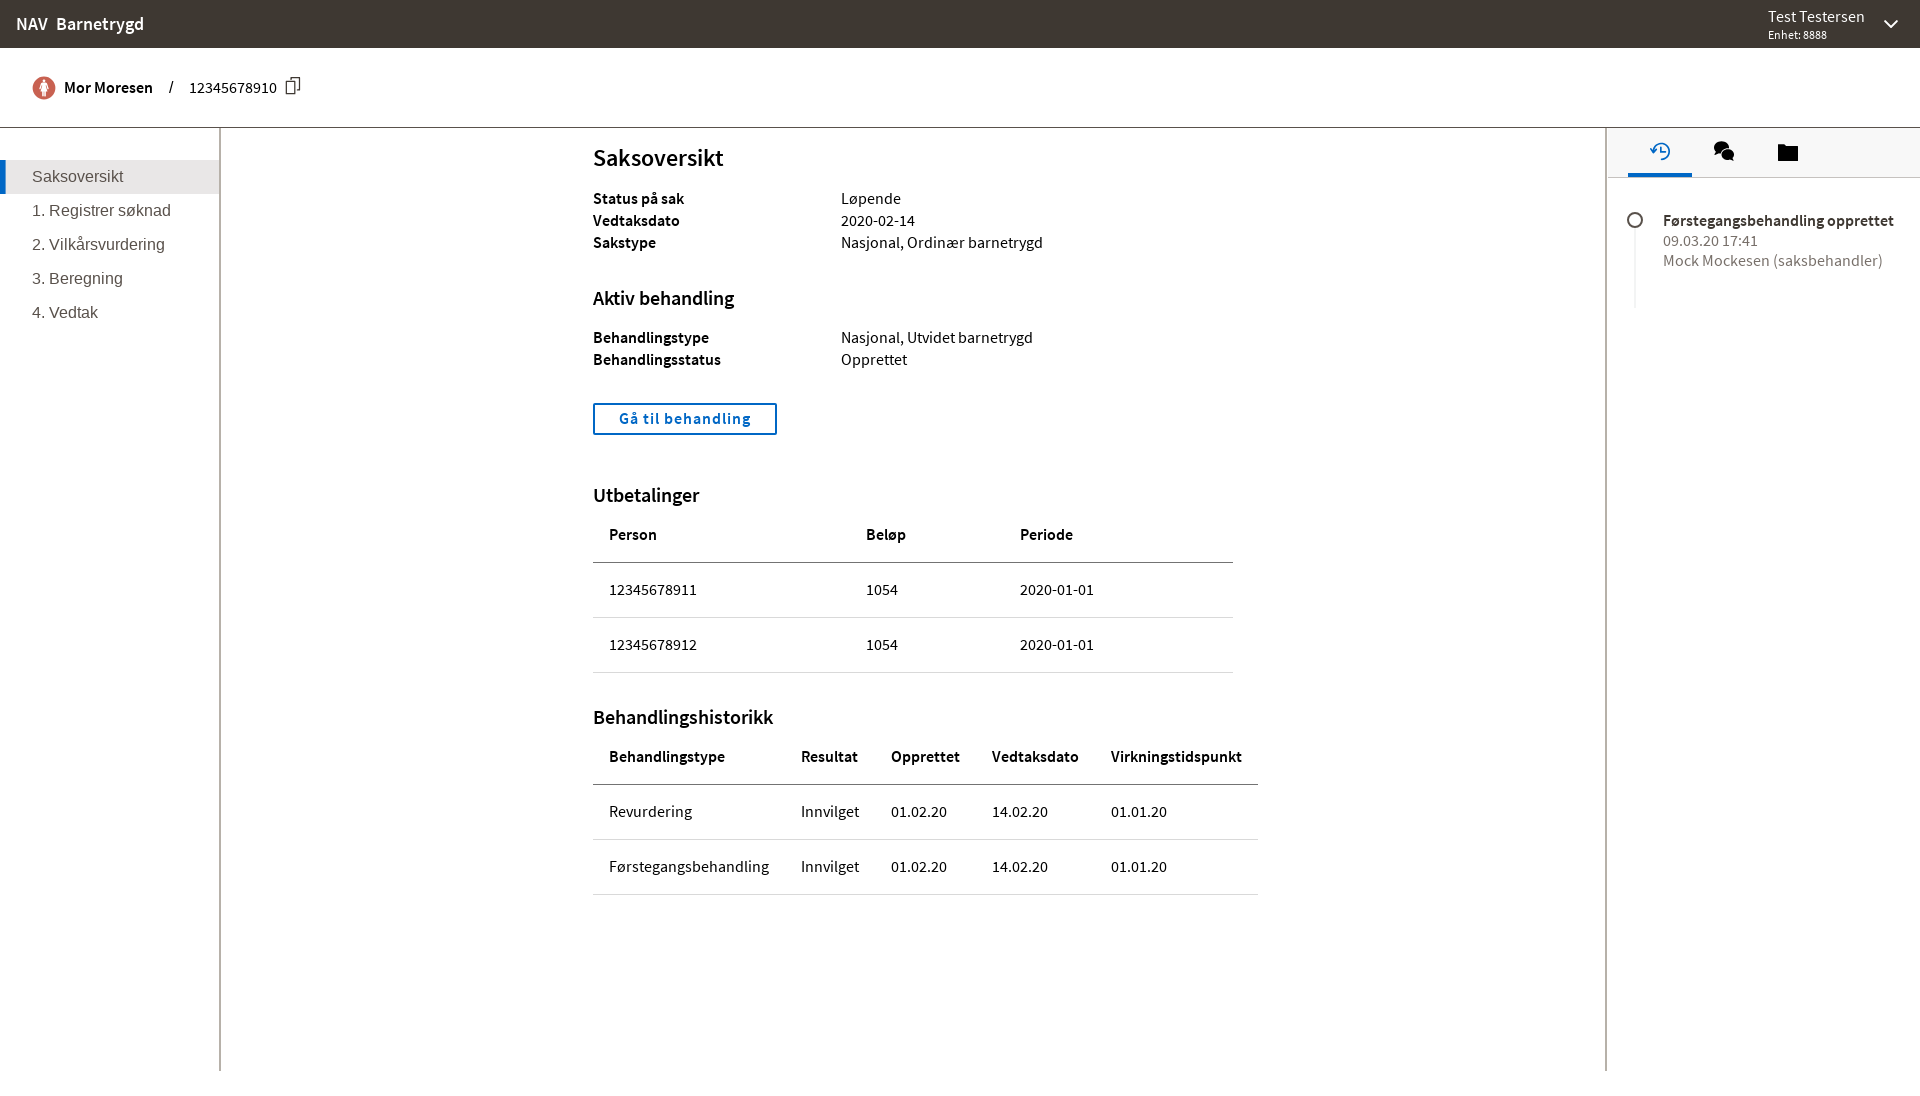 NAV Barnetrygd
Test Testersen
Enhet: 8888
Mor Moresen / 12345678910
Saksoversikt
1. Registrer søknad
2. Vilkårsvurdering
3. Beregning
4. Vedtak
Saksoversikt
Status på sak Løpende
Vedtaksdato 2020-02-14
Sakstype Nasjonal, Ordinær barnetrygd
Aktiv behandling
Behandlingstype Nasjonal, Utvidet barnetrygd
Behandlingsstatus Opprettet
Gå til behandling
Utbetalinger
Person Beløp Periode
12345678911 1054 2020-01-01
12345678912 1054 2020-01-01
Behandlingshistorikk
Behandlingstype Resultat Opprettet Vedtaksdato Virkningstidspunkt
Revurdering Innvilget 01.02.20 14.02.20 01.01.20
Førstegangsbehandling Innvilget 01.02.20 14.02.20 01.01.20
Førstegangsbehandling opprettet
09.03.20 17:41
Mock Mockesen (saksbehandler)